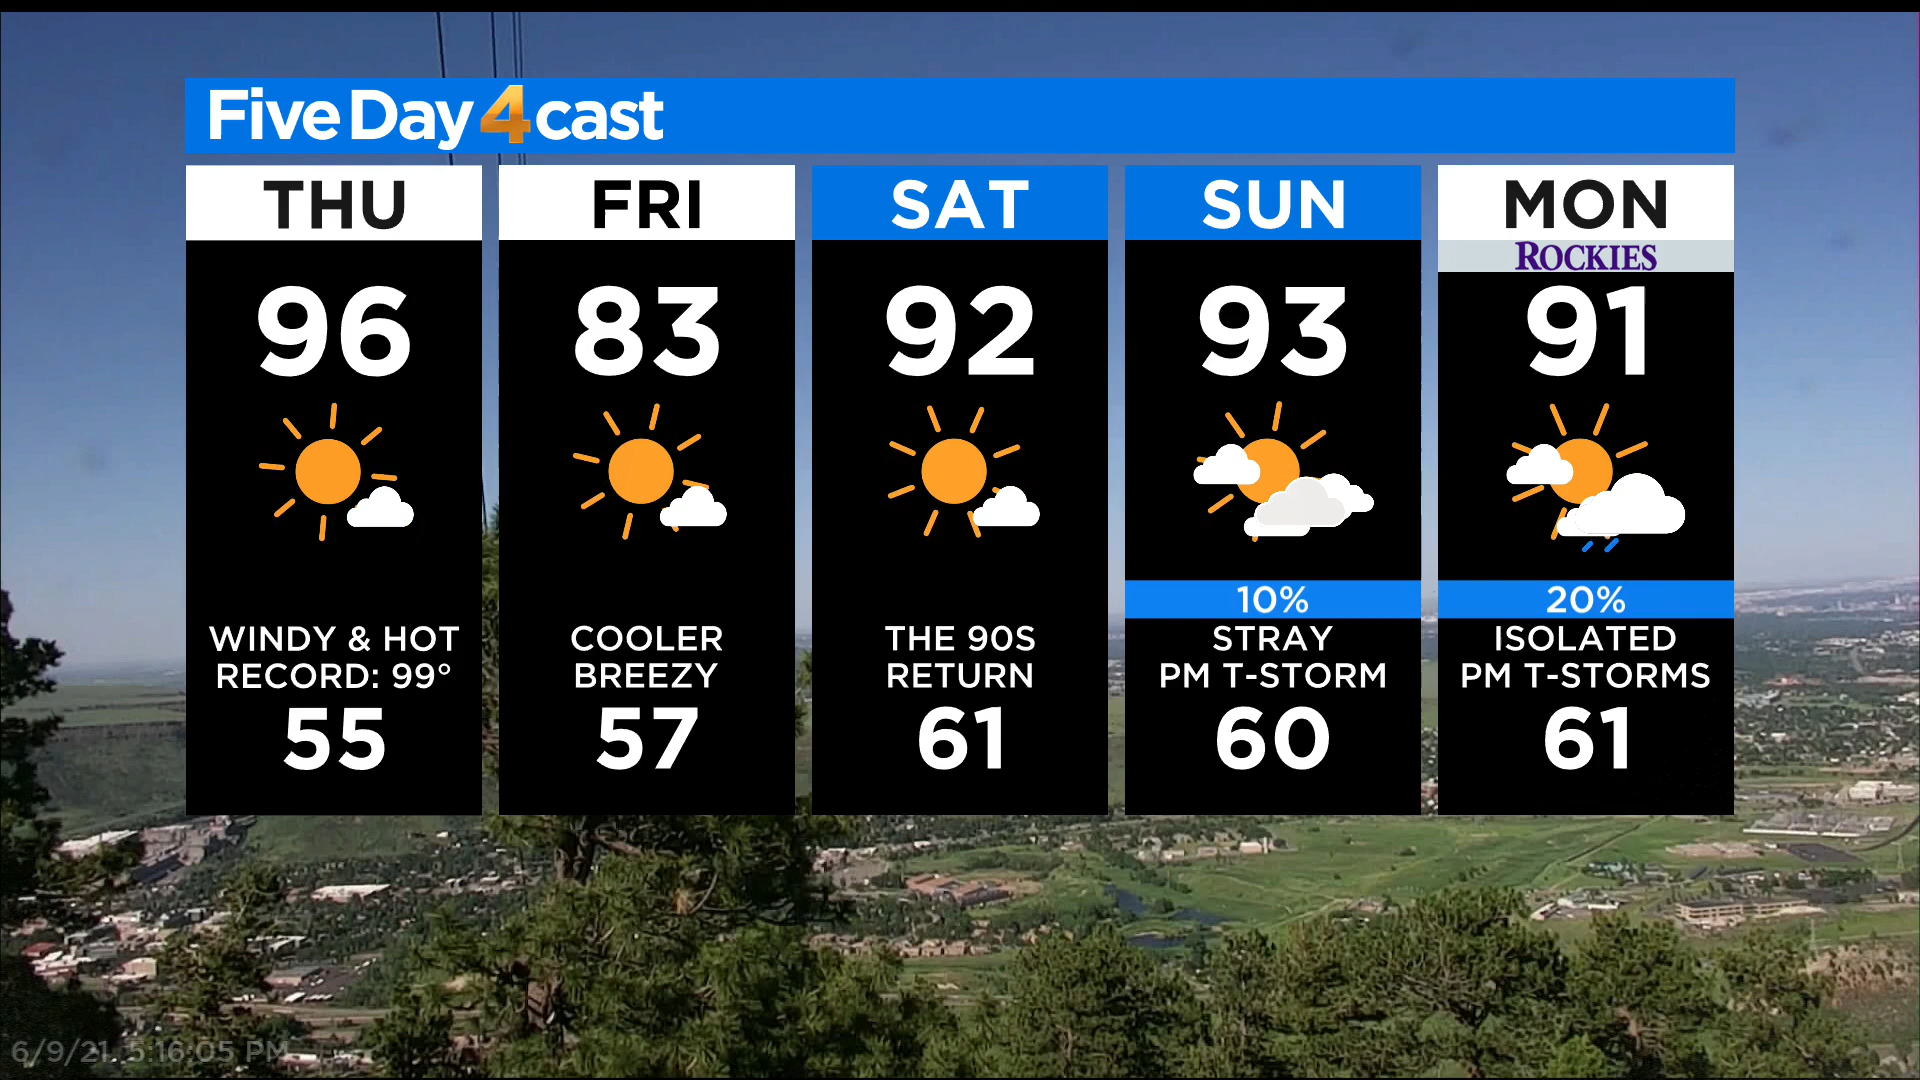 Five Day 4cast
THU
96
WINDY & HOT
RECORD: 99°
55
FRI
83
COOLER
BREEZY
57
SAT
92
THE 90S
RETURN
61
SUN
93
10%
STRAY
PM T-STORM
60
MON
ROCKIES
91
20%
ISOLATED
PM T-STORMS
61
6/9/21, 5:16:05 PM